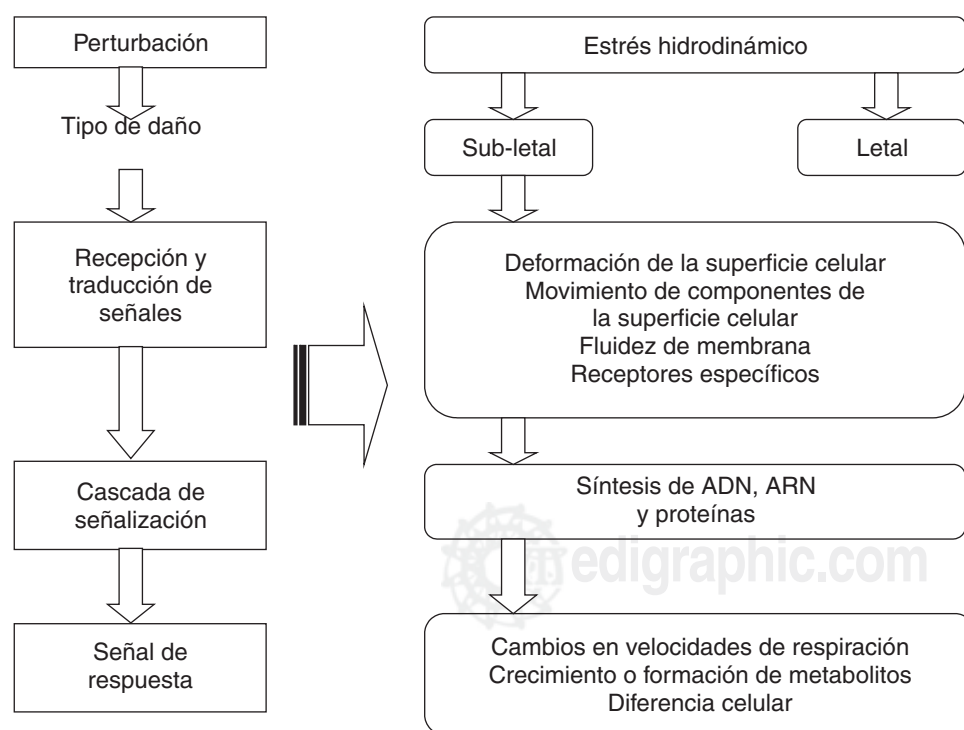 Perturbación
Tipo de daño
Recepción y
traducción de
señales
Cascada de
señalización
Señal de
respuesta
Estrés hidrodinámico
Sub-letal
Letal
Deformación de la superficie celular
Movimiento de componentes de
la superficie celular
Fluidez de membrana
Receptores específicos
Síntesis de ADN, ARN
y proteínas
edigraphic.com
Cambios en velocidades de respiración
Crecimiento o formación de metabolitos
Diferencia celular